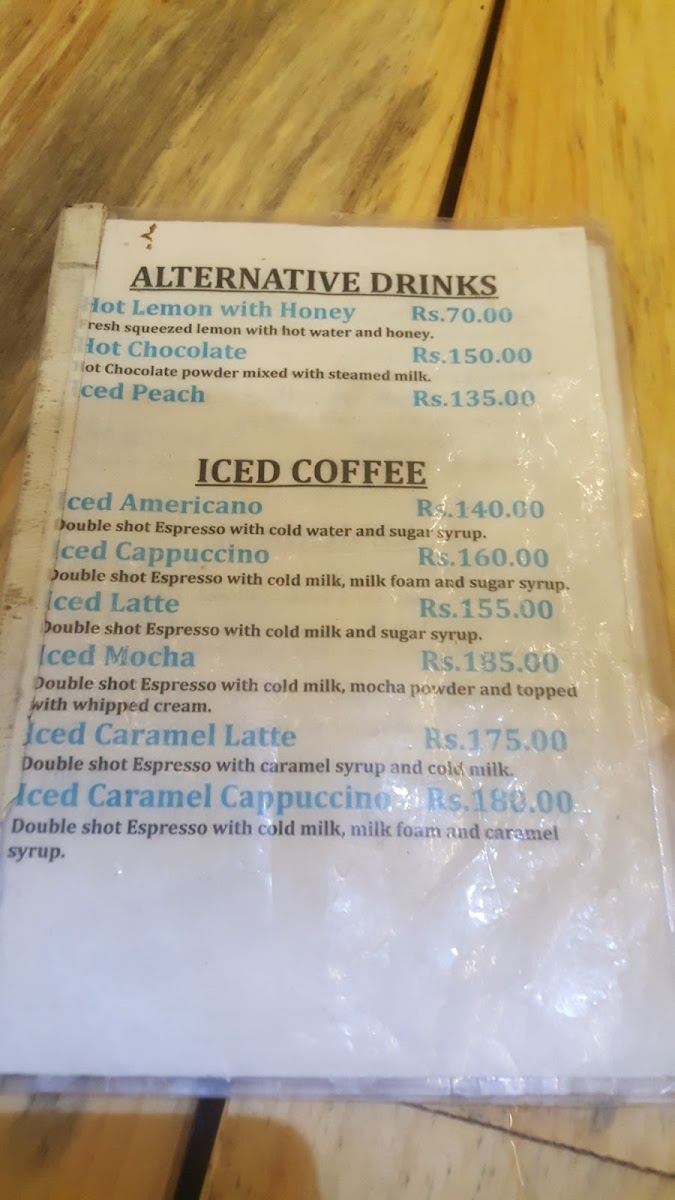 ALTERNATIVE DRINKS
Hot Lemon with Honey Rs.70.00
Fresh squeezed lemon with hot water and honey.
Hot Chocolate Rs.150.00
Hot Chocolate powder mixed with steamed milk.
Iced Peach Rs.135.00
ICED COFFEE
Iced Americano Rs.140.00
Double shot Espresso with cold water and sugar syrup.
Iced Cappuccino Rs.160.00
Double shot Espresso with cold milk, milk foam and sugar syrup.
Iced Latte Rs.155.00
Double shot Espresso with cold milk and sugar syrup.
Iced Mocha Rs.185.00
Double shot Espresso with cold milk, mocha powder and topped
with whipped cream.
Iced Caramel Latte Rs.175.00
Double shot Espresso with caramel syrup and cold milk.
Iced Caramel Cappuccino Rs.180.00
Double shot Espresso with cold milk, milk foam and caramel
syrup.